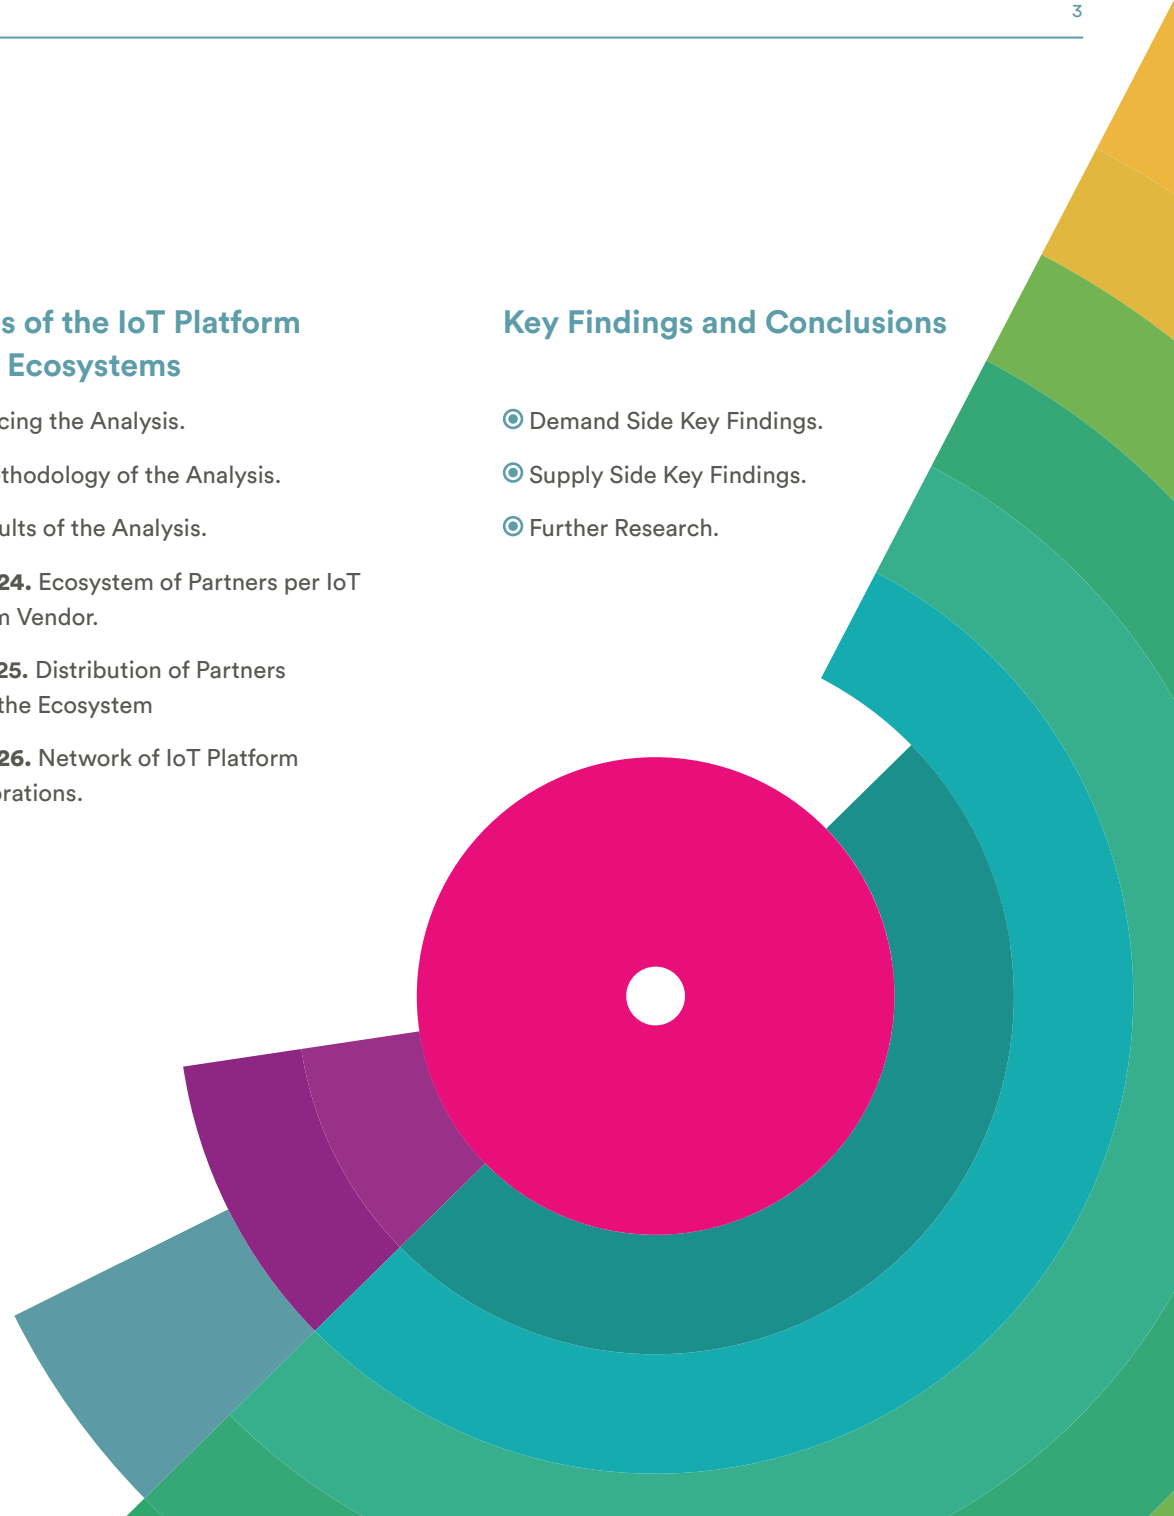 3
s of the IoT Platform
Ecosystems
cing the Analysis.
thodology of the Analysis.
ults of the Analysis.
24. Ecosystem of Partners per IoT
m Vendor.
25. Distribution of Partners
the Ecosystem
26. Network of IoT Platform
orations.
Key Findings and Conclusions
Demand Side Key Findings.
Supply Side Key Findings.
Further Research.